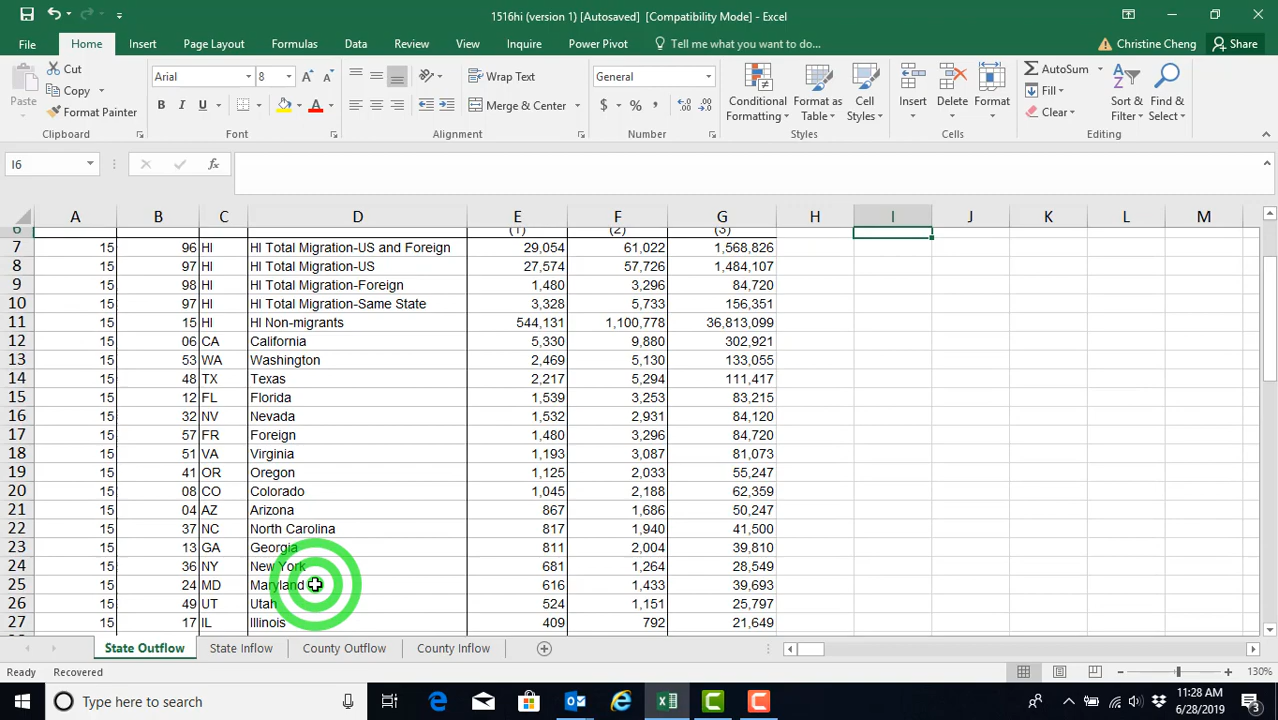 1516hi (version 1) [Autosaved] [Compatibility Mode] - Excel
File Home Insert Page Layout Formulas Data Review View Inquire Power Pivot Tell me what you want to do... Christine Cheng Share
Paste Cut Copy Format Painter
Arial 8 B I U A A A
Wrap Text Merge & Center
General $ % ,
Conditional Formatting Format as Table Cell Styles
Insert Delete Format
AutoSum Fill Clear Sort & Filter Find & Select
Clipboard Font Alignment Number Styles Cells Editing
I6 fx
A B C D E F G H I J K L M
6 (1) (2) (3)
7 15 96 HI HI Total Migration-US and Foreign 29,054 61,022 1,568,826
8 15 97 HI HI Total Migration-US 27,574 57,726 1,484,107
9 15 98 HI HI Total Migration-Foreign 1,480 3,296 84,720
10 15 97 HI HI Total Migration-Same State 3,328 5,733 156,351
11 15 15 HI HI Non-migrants 544,131 1,100,778 36,813,099
12 15 06 CA California 5,330 9,880 302,921
13 15 53 WA Washington 2,469 5,130 133,055
14 15 48 TX Texas 2,217 5,294 111,417
15 15 12 FL Florida 1,539 3,253 83,215
16 15 32 NV Nevada 1,532 2,931 84,120
17 15 57 FR Foreign 1,480 3,296 84,720
18 15 51 VA Virginia 1,193 3,087 81,073
19 15 41 OR Oregon 1,125 2,033 55,247
20 15 08 CO Colorado 1,045 2,188 62,359
21 15 04 AZ Arizona 867 1,686 50,247
22 15 37 NC North Carolina 817 1,940 41,500
23 15 13 GA Georgia 811 2,004 39,810
24 15 36 NY New York 681 1,264 28,549
25 15 24 MD Maryland 616 1,433 39,693
26 15 49 UT Utah 524 1,151 25,797
27 15 17 IL Illinois 409 792 21,649
State Outflow State Inflow County Outflow County Inflow
Ready Recovered 130%
Type here to search
11:28 AM
6/28/2019
3